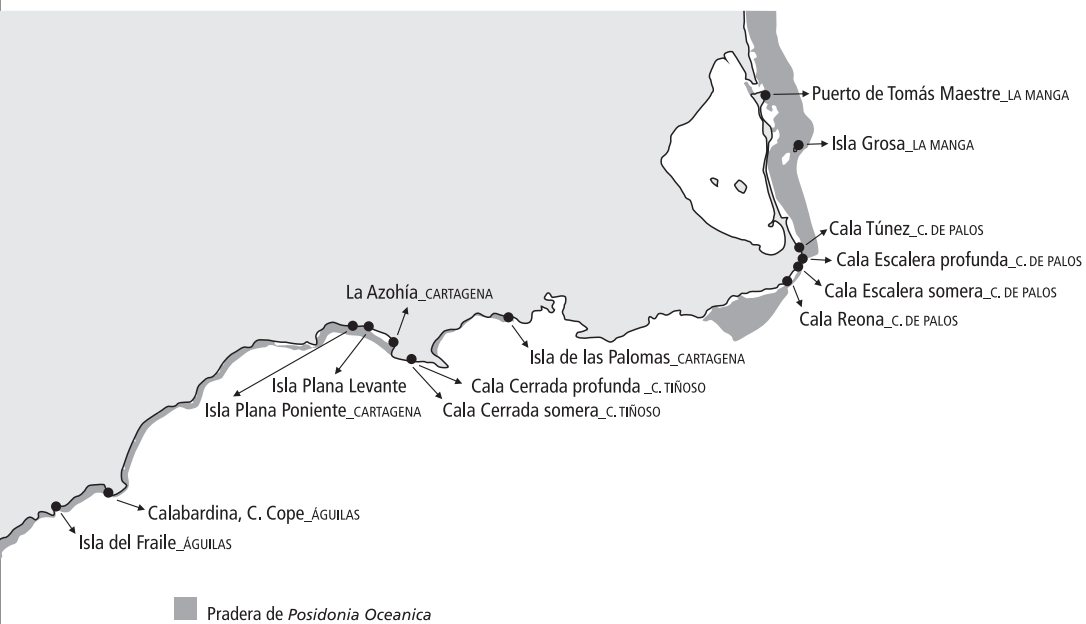 Puerto de Tomás Maestre_LA MANGA
Isla Grosa_LA MANGA
Cala Túnez_C. DE PALOS
Cala Escalera profunda_C. DE PALOS
Cala Escalera somera_C. DE PALOS
Cala Reona_C. DE PALOS
La Azohía_CARTAGENA
Isla de las Palomas_CARTAGENA
Isla Plana Levante
Cala Cerrada profunda _C. TIÑOSO
Isla Plana Poniente_CARTAGENA
Cala Cerrada somera_C. TIÑOSO
Calabardina, C. Cope_ÁGUILAS
Isla del Fraile_ÁGUILAS
Pradera de Posidonia Oceanica